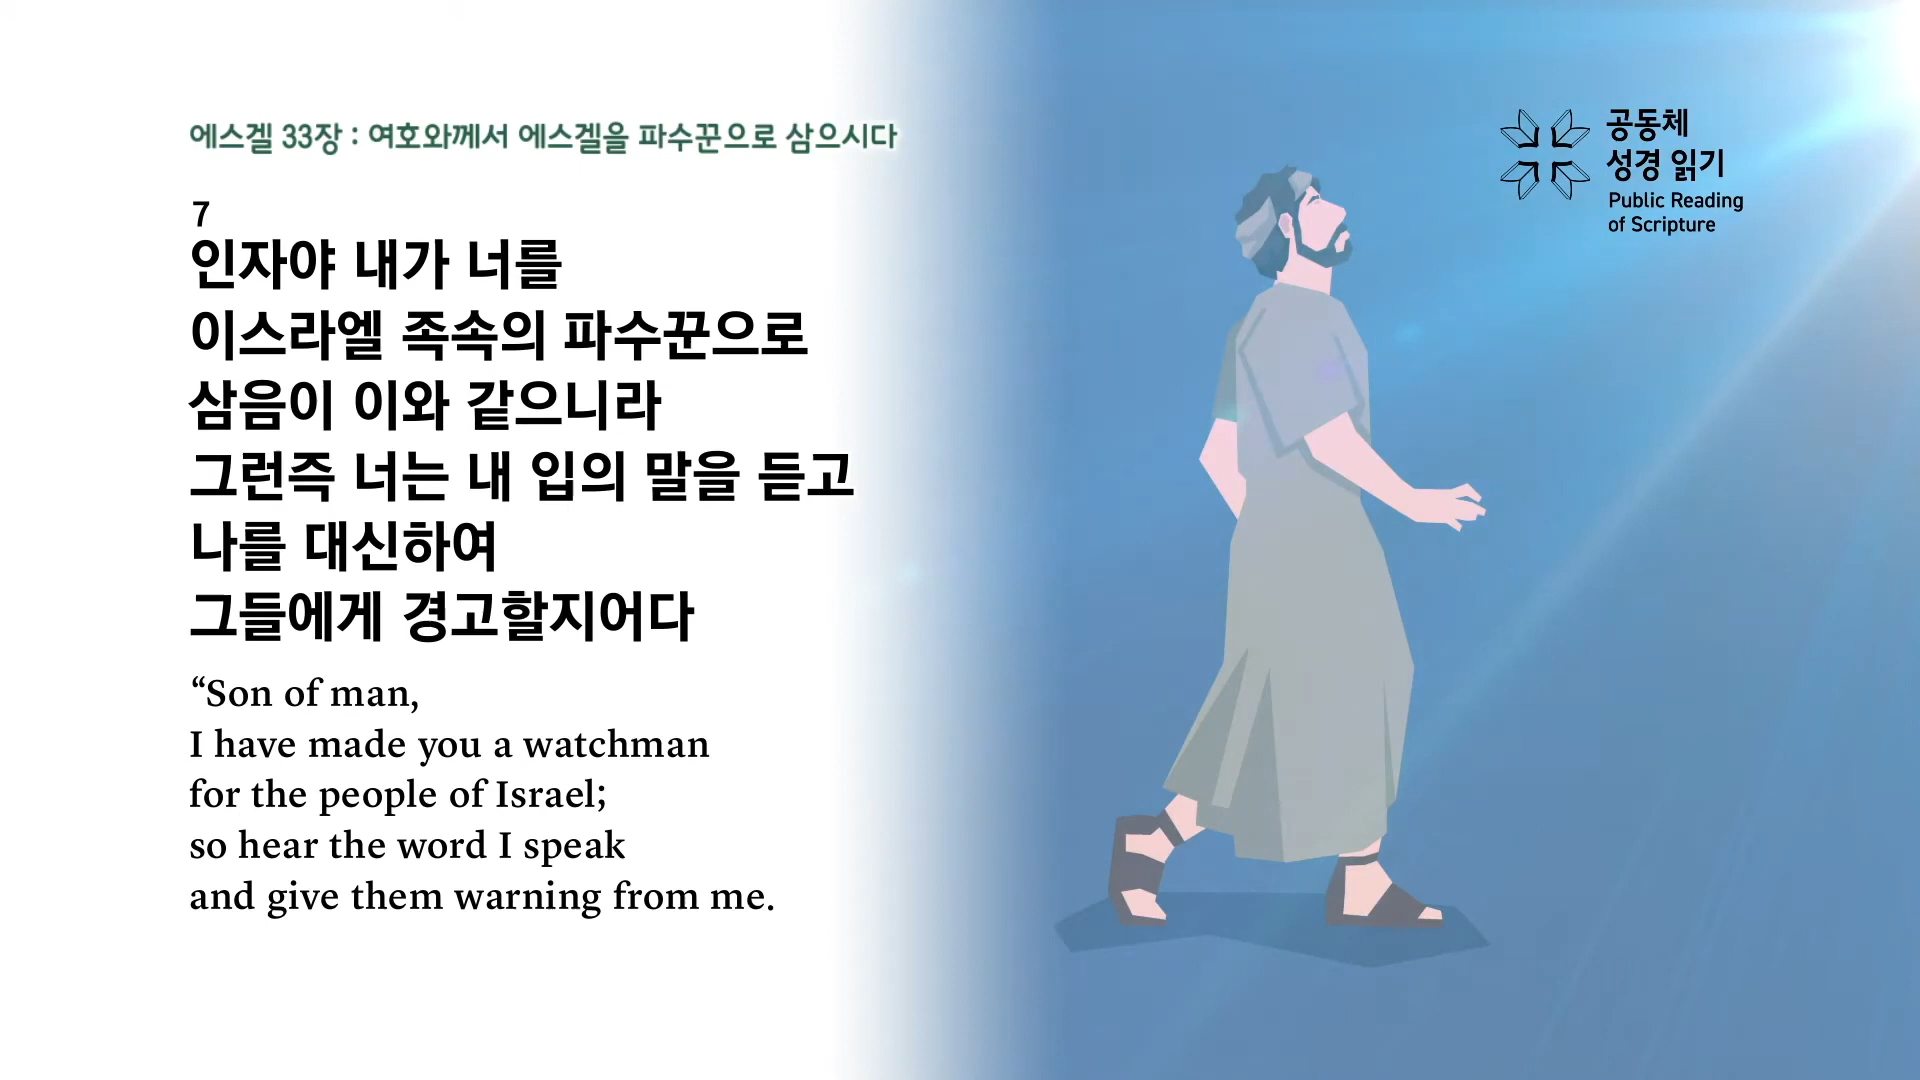 에스겔 33장 : 여호와께서 에스겔을 파수꾼으로 삼으시다
7
인자야 내가 너를
이스라엘 족속의 파수꾼으로
삼음이 이와 같으니라
그런즉 너는 내 입의 말을 듣고
나를 대신하여
그들에게 경고할지어다
“Son of man,
I have made you a watchman
for the people of Israel;
so hear the word I speak
and give them warning from me.
공동체
성경 읽기
Public Reading
of Scripture